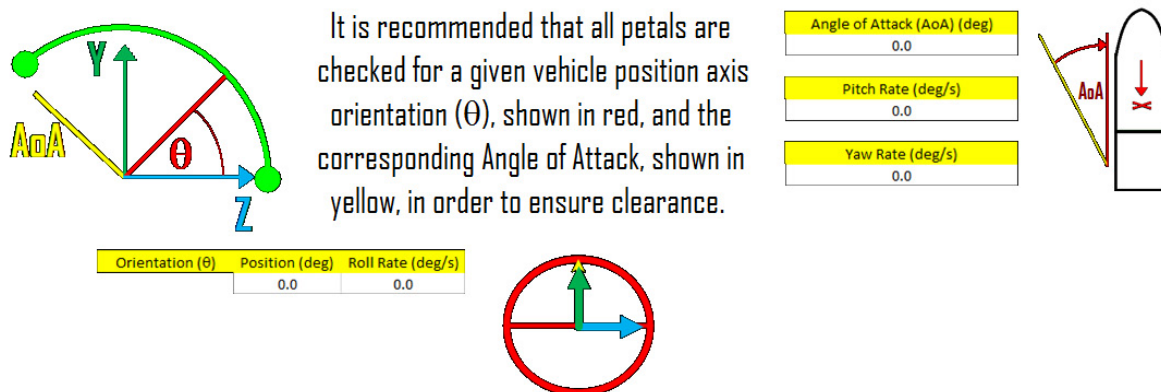 Y
AoA
θ
Z
It is recommended that all petals are
checked for a given vehicle position axis
orientation (θ), shown in red, and the
corresponding Angle of Attack, shown in
yellow, in order to ensure clearance.
Angle of Attack (AoA) (deg)
0.0
Pitch Rate (deg/s)
0.0
Yaw Rate (deg/s)
0.0
AoA
X
Orientation (θ) Position (deg) Roll Rate (deg/s)
0.0 0.0